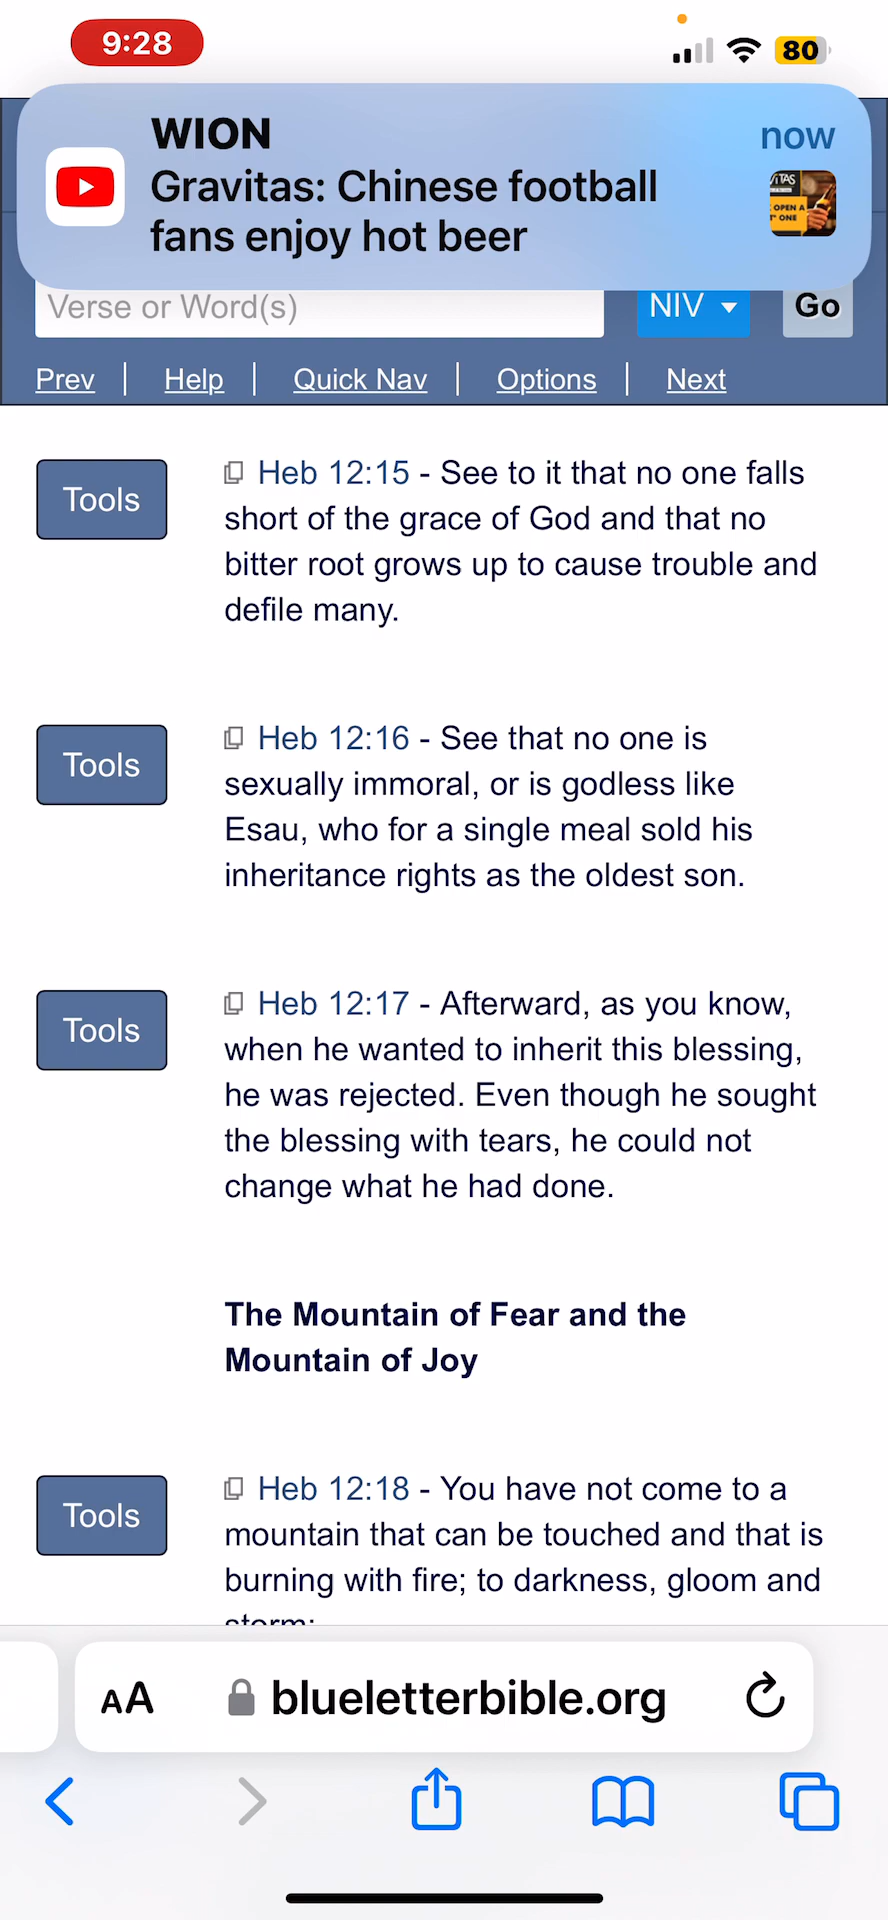 9:28
80
WION
now
Gravitas: Chinese football
fans enjoy hot beer
OPEN A
ONE
Verse or Word(s)
NIV
Go
Prev | Help | Quick Nav | Options | Next
Tools
Heb 12:15 - See to it that no one falls
short of the grace of God and that no
bitter root grows up to cause trouble and
defile many.
Tools
Heb 12:16 - See that no one is
sexually immoral, or is godless like
Esau, who for a single meal sold his
inheritance rights as the oldest son.
Tools
Heb 12:17 - Afterward, as you know,
when he wanted to inherit this blessing,
he was rejected. Even though he sought
the blessing with tears, he could not
change what he had done.
The Mountain of Fear and the
Mountain of Joy
Tools
Heb 12:18 - You have not come to a
mountain that can be touched and that is
burning with fire; to darkness, gloom and
storm;
AA
blueletterbible.org